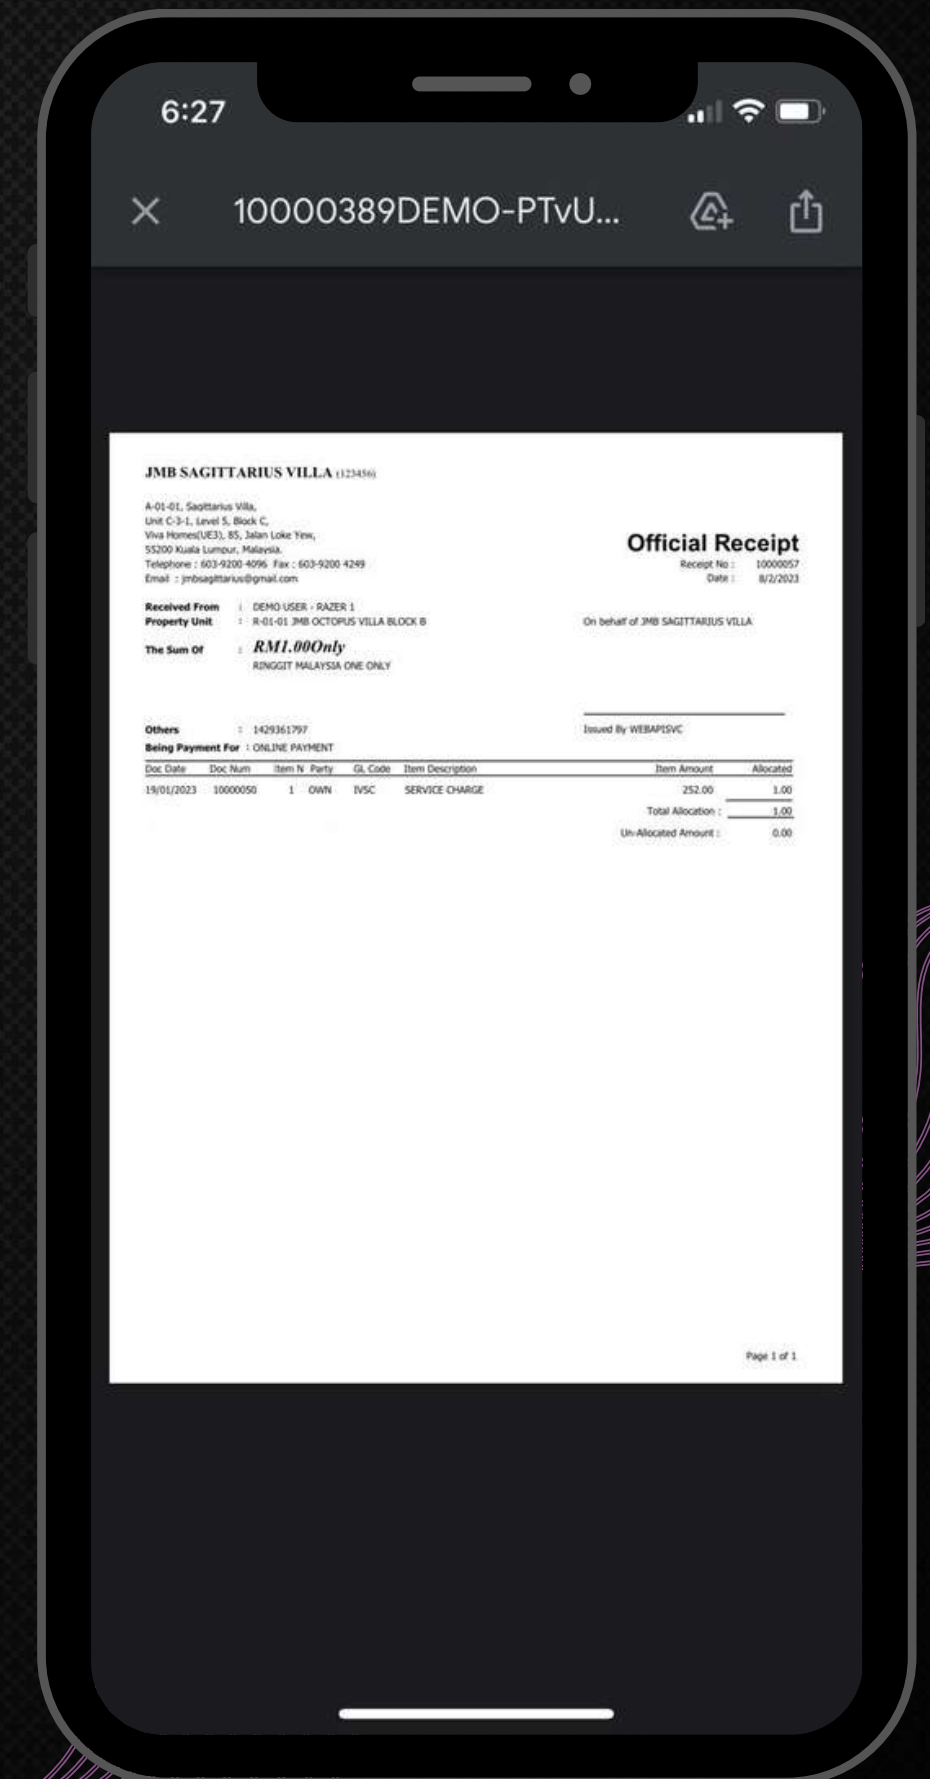 6:27
10000389DEMO-PTvU...
JMB SAGITTARIUS VILLA (123456)
A-01-01, Sagittarius Villa,
Unit C-3-1, Level 5, Block C,
Viva Homes(UE3), 85, Jalan Loke Yew,
55200 Kuala Lumpur, Malaysia.
Telephone : 603-9200 4096 Fax : 603-9200 4249
Email : jmbsagittarius@gmail.com
Official Receipt
Receipt No : 10000057
Date : 8/2/2023
Received From : DEMO USER - RAZER 1
Property Unit : R-01-01 JMB OCTOPUS VILLA BLOCK B
On behalf of JMB SAGITTARIUS VILLA
The Sum Of : RM1.00Only
RINGGIT MALAYSIA ONE ONLY
Others : 1429361797
Issued By WEBAPISVC
Being Payment For : ONLINE PAYMENT
Doc Date Doc Num Item N Party GL Code Item Description Item Amount Allocated
19/01/2023 10000050 1 OWN IVSC SERVICE CHARGE 252.00 1.00
Total Allocation : 1.00
Un-Allocated Amount : 0.00
Page 1 of 1